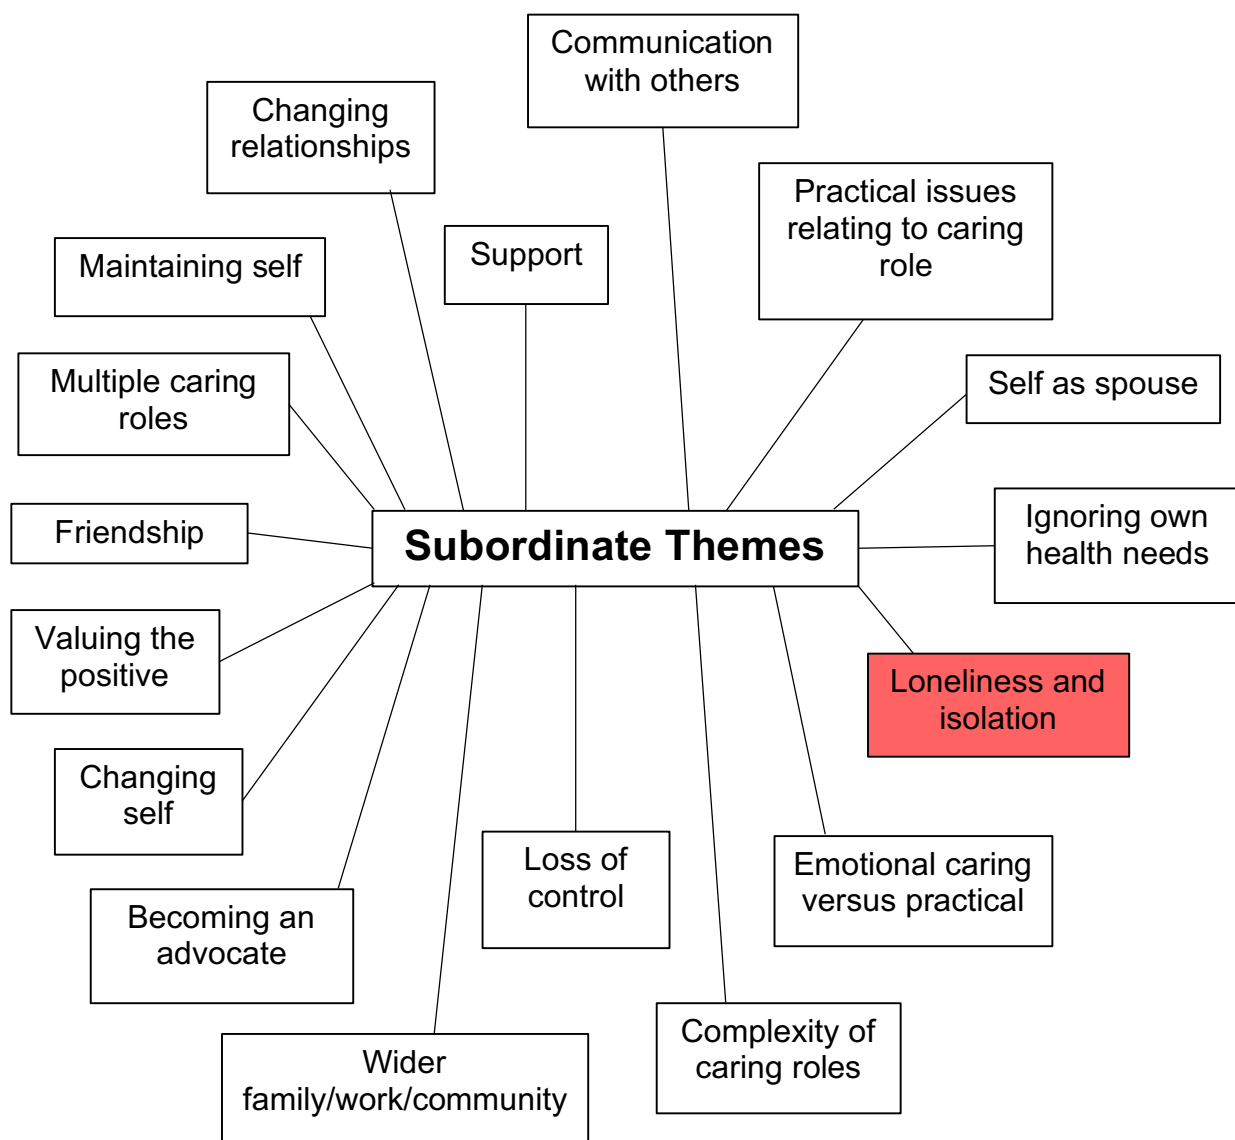 Communication
with others
Changing
relationships
Practical issues
relating to caring
role
Support
Maintaining self
Multiple caring
roles
Self as spouse
Friendship
Subordinate Themes
Ignoring own
health needs
Valuing the
positive
Loneliness and
isolation
Changing
self
Loss of
control
Emotional caring
versus practical
Becoming an
advocate
Complexity of
caring roles
Wider
family/work/community